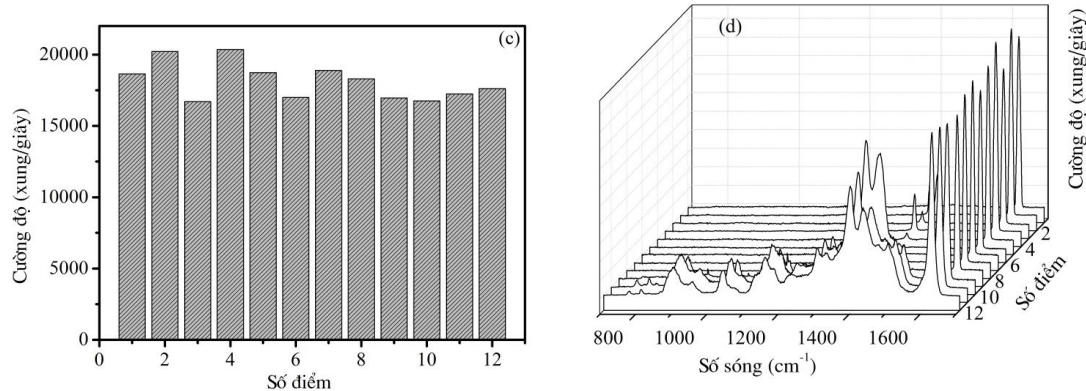 (c)
20000
15000
10000
5000
0
Cường độ (xung/giây)
0 2 4 6 8 10 12
Số điểm
(d)
Cường độ (xung/giây)
2
4
6
8
10
12
Số điểm
800 1000 1200 1400 1600
Số sóng (cm⁻¹)